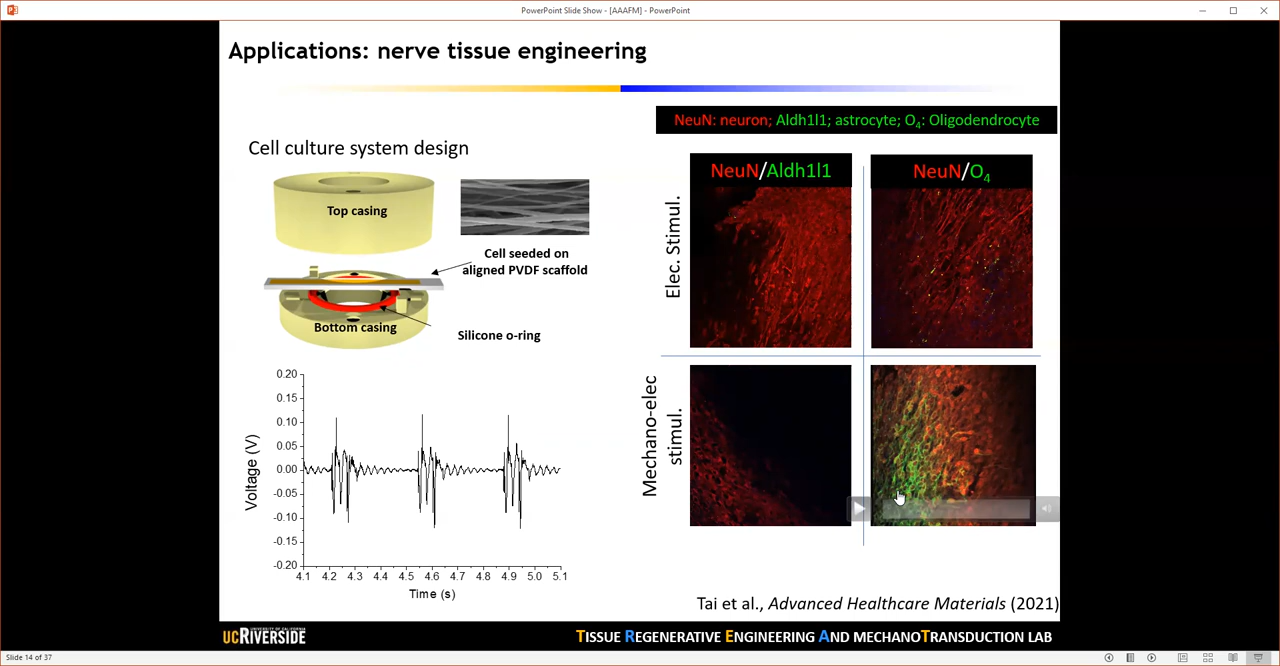 PowerPoint Slide Show - [AAAFM] - PowerPoint
Applications: nerve tissue engineering
NeuN: neuron; Aldh1l1; astrocyte; O4: Oligodendrocyte
Cell culture system design
Top casing
Cell seeded on
aligned PVDF scaffold
Bottom casing
Silicone o-ring
NeuN/Aldh1l1
NeuN/O4
Elec. Stimul.
Mechano-elec
stimul.
0.20
0.15
0.10
0.05
0.00
-0.05
-0.10
-0.15
-0.20
Voltage (V)
4.1 4.2 4.3 4.4 4.5 4.6 4.7 4.8 4.9 5.0 5.1
Time (s)
Tai et al., Advanced Healthcare Materials (2021)
UNIVERSITY OF CALIFORNIA
UCRIVERSIDE
TISSUE REGENERATIVE ENGINEERING AND MECHANOTRANSDUCTION LAB
Slide 14 of 37